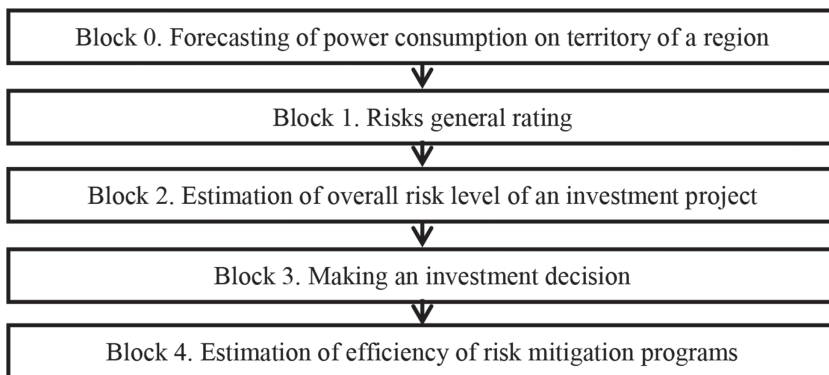 Block 0. Forecasting of power consumption on territory of a region
Block 1. Risks general rating
Block 2. Estimation of overall risk level of an investment project
Block 3. Making an investment decision
Block 4. Estimation of efficiency of risk mitigation programs